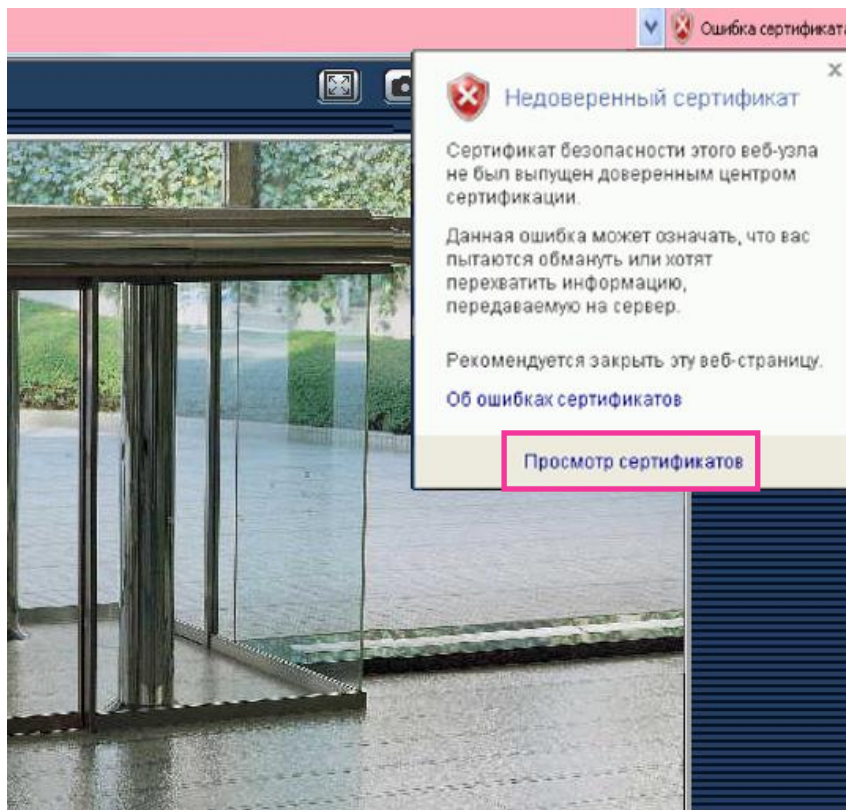 Ошибка сертификата
Недоверенный сертификат
Сертификат безопасности этого веб-узла
не был выпущен доверенным центром
сертификации.
Данная ошибка может означать, что вас
пытаются обмануть или хотят
перехватить информацию,
передаваемую на сервер.
Рекомендуется закрыть эту веб-страницу.
Об ошибках сертификатов
Просмотр сертификатов